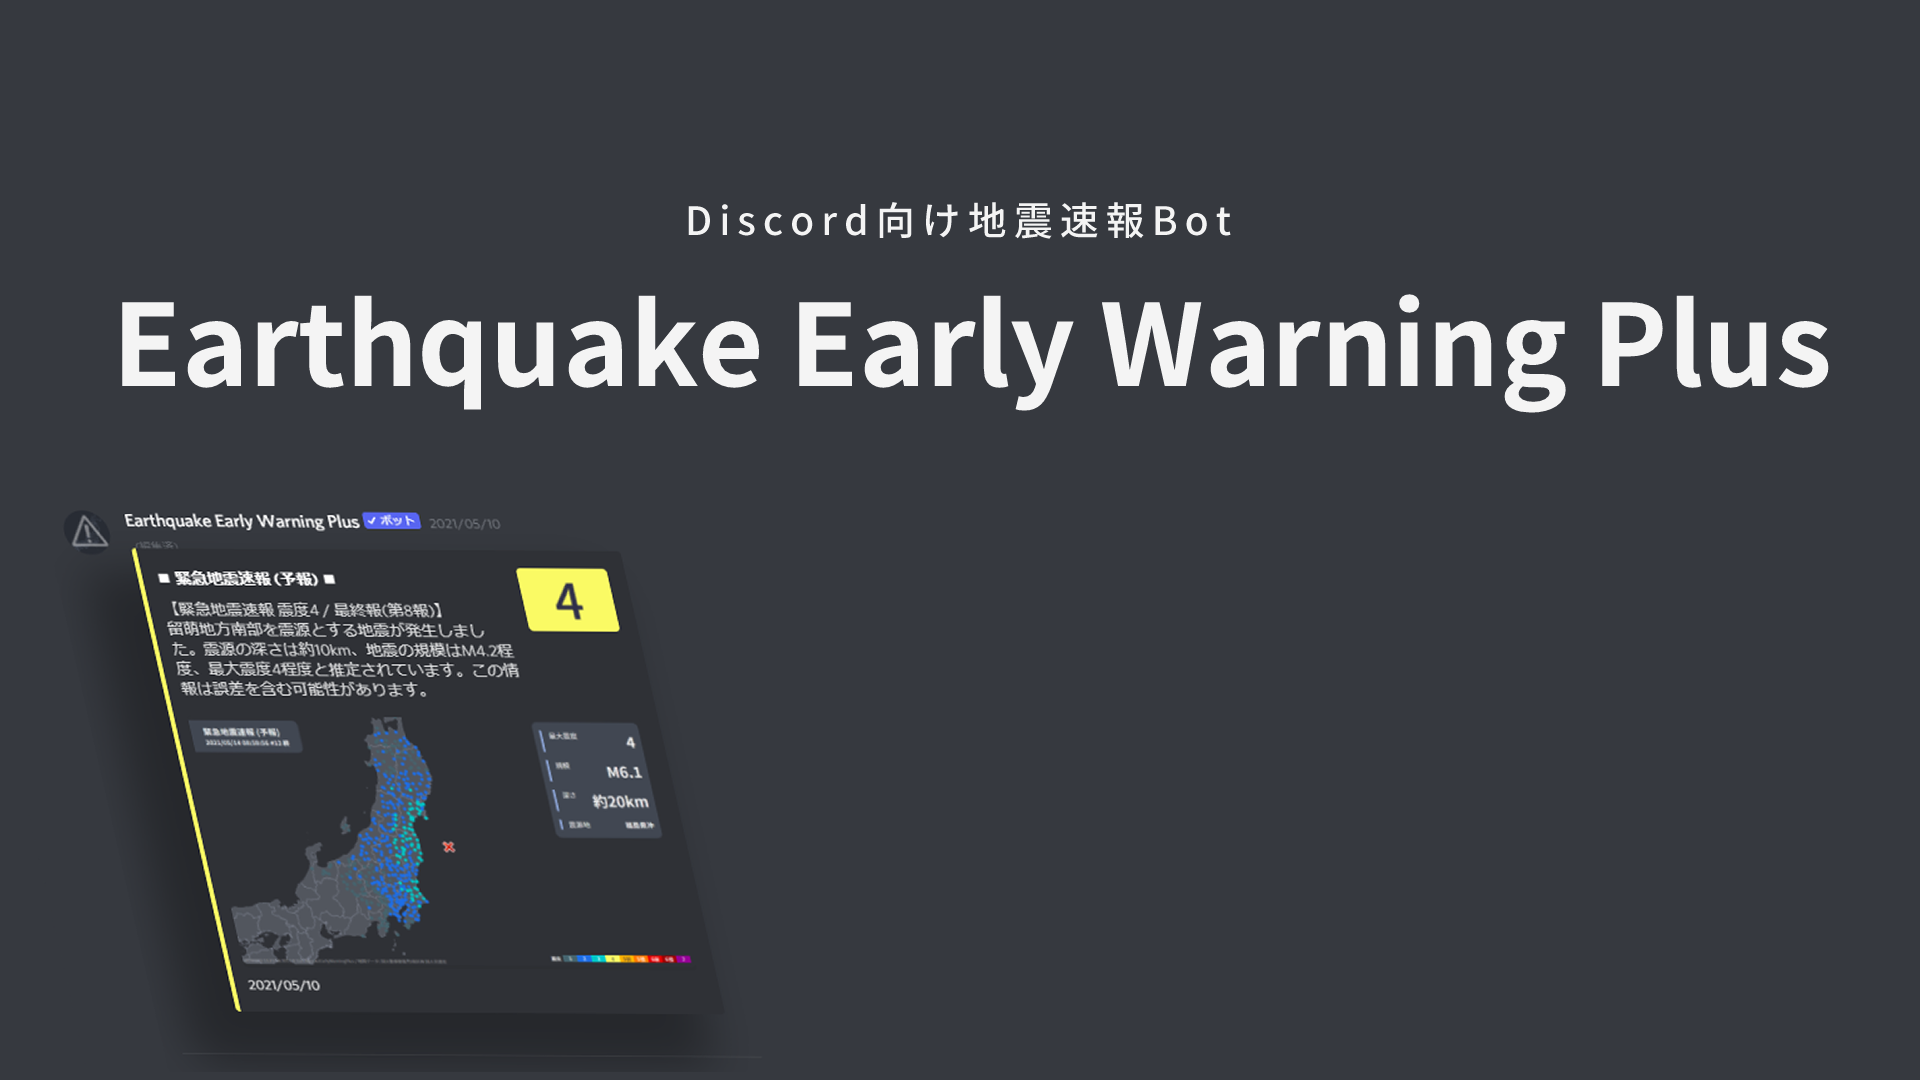 Discord向け地震速報Bot
Earthquake Early Warning Plus
Earthquake Early Warning Plus ✓ボット 2021/05/10
■ 緊急地震速報 (予報) ■
4
【緊急地震速報 震度4 / 最終報(第8報)】
留萌地方南部を震源とする地震が発生しまし
た。震源の深さは約10km、地震の規模はM4.2程
度、最大震度4程度と推定されています。この情
報は誤差を含む可能性があります。
緊急地震速報 (予報)
最大震度
4
規模
M6.1
深さ
約20km
震源地
福島県沖
2021/05/10